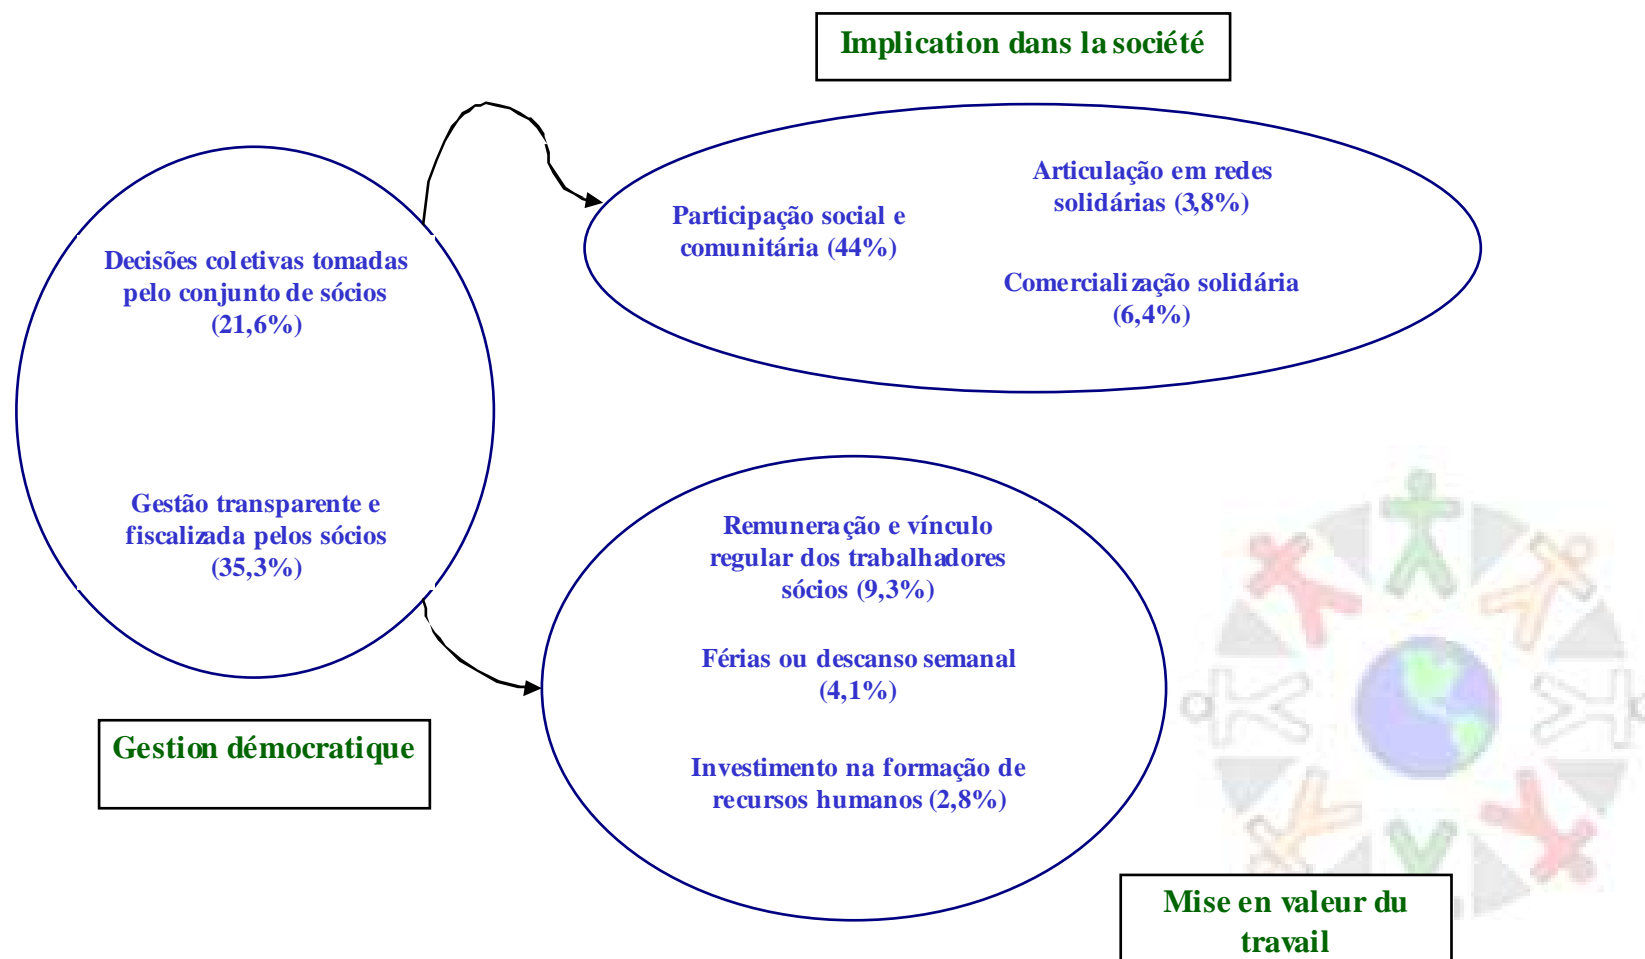 Implication dans la société
Articulação em redes
solidárias (3,8%)
Participação social e
comunitária (44%)
Comercialização solidária
(6,4%)
Decisões coletivas tomadas
pelo conjunto de sócios
(21,6%)
Gestão transparente e
fiscalizada pelos sócios
(35,3%)
Gestion démocratique
Remuneração e vínculo
regular dos trabalhadores
sócios (9,3%)
Férias ou descanso semanal
(4,1%)
Investimento na formação de
recursos humanos (2,8%)
Mise en valeur du
travail